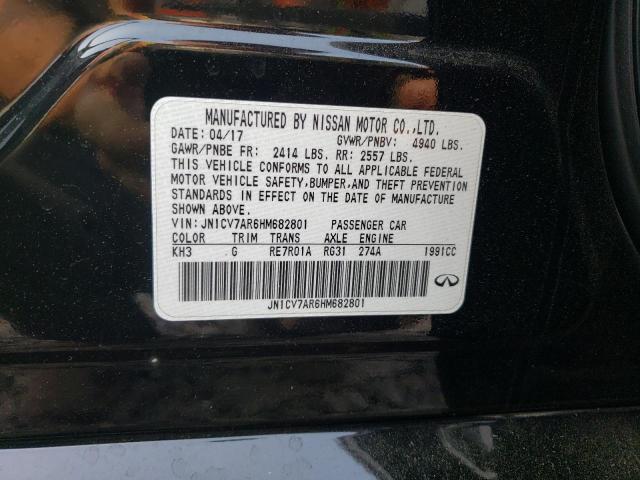 MANUFACTURED BY NISSAN MOTOR CO.,LTD.
DATE: 04/17 GVWR/PNBV: 4940 LBS.
GAWR/PNBE FR: 2414 LBS. RR: 2557 LBS.
THIS VEHICLE CONFORMS TO ALL APPLICABLE FEDERAL
MOTOR VEHICLE SAFETY, BUMPER, AND THEFT PREVENTION
STANDARDS IN EFFECT ON THE DATE OF MANUFACTURE
SHOWN ABOVE.
VIN: JN1CV7AR6HM682801 PASSENGER CAR
COLOR TRIM TRANS AXLE ENGINE
KH3 G RE7R01A RG31 274A 1991CC
JN1CV7AR6HM682801